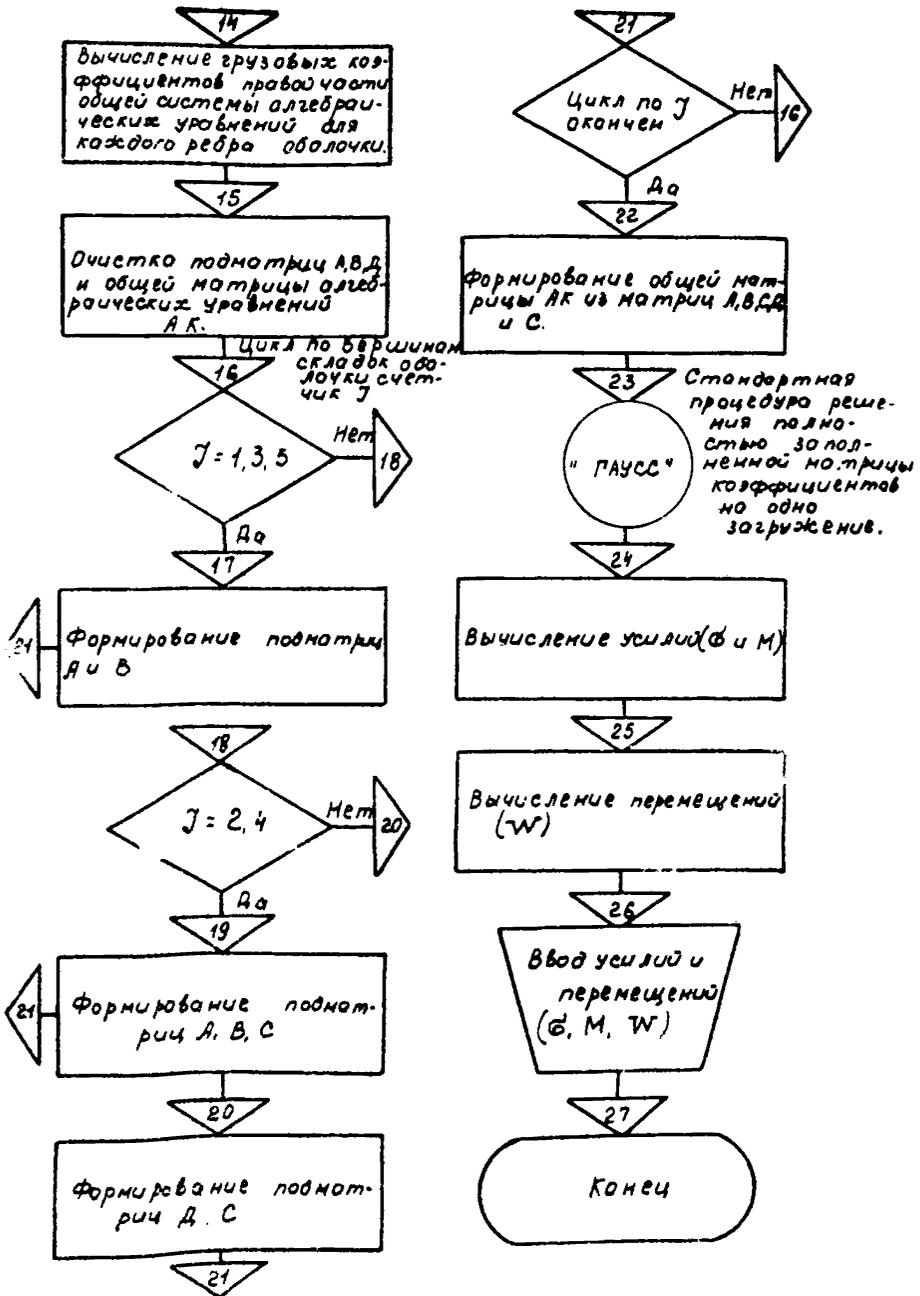 14
Вычисление грузовых коэ-
ффициентов правой части
общей системы алгебраи-
ческих уравнений для
каждого ребра оболочки.
15
Очистка подматриц А,В,Д
и общей матрицы алгеб-
раических уравнений
АК.
Цикл по вершинам
складок обо-
лочки счет-
чик J
16
J = 1,3,5
Нет
18
Да
17
21
Формирование подматриц
А и В
18
J = 2,4
Нет
20
Да
19
21
Формирование подмат-
риц А, В, С
20
Формирование подмат-
риц Д. С
21
21
Цикл по J
окончен
Нет
16
Да
22
Формирование общей мат-
рицы АК из матриц А,В,СД
и С.
23
Стандартная
процедура реше-
ния полно-
стью запол-
ненной матрицы
коэффициентов
на одно
загружение.
"ГАУСС"
24
Вычисление усилий(б и М)
25
Вычисление перемещений
(W)
26
Ввод усилий и
перемещений
(б, М, W)
27
Конец